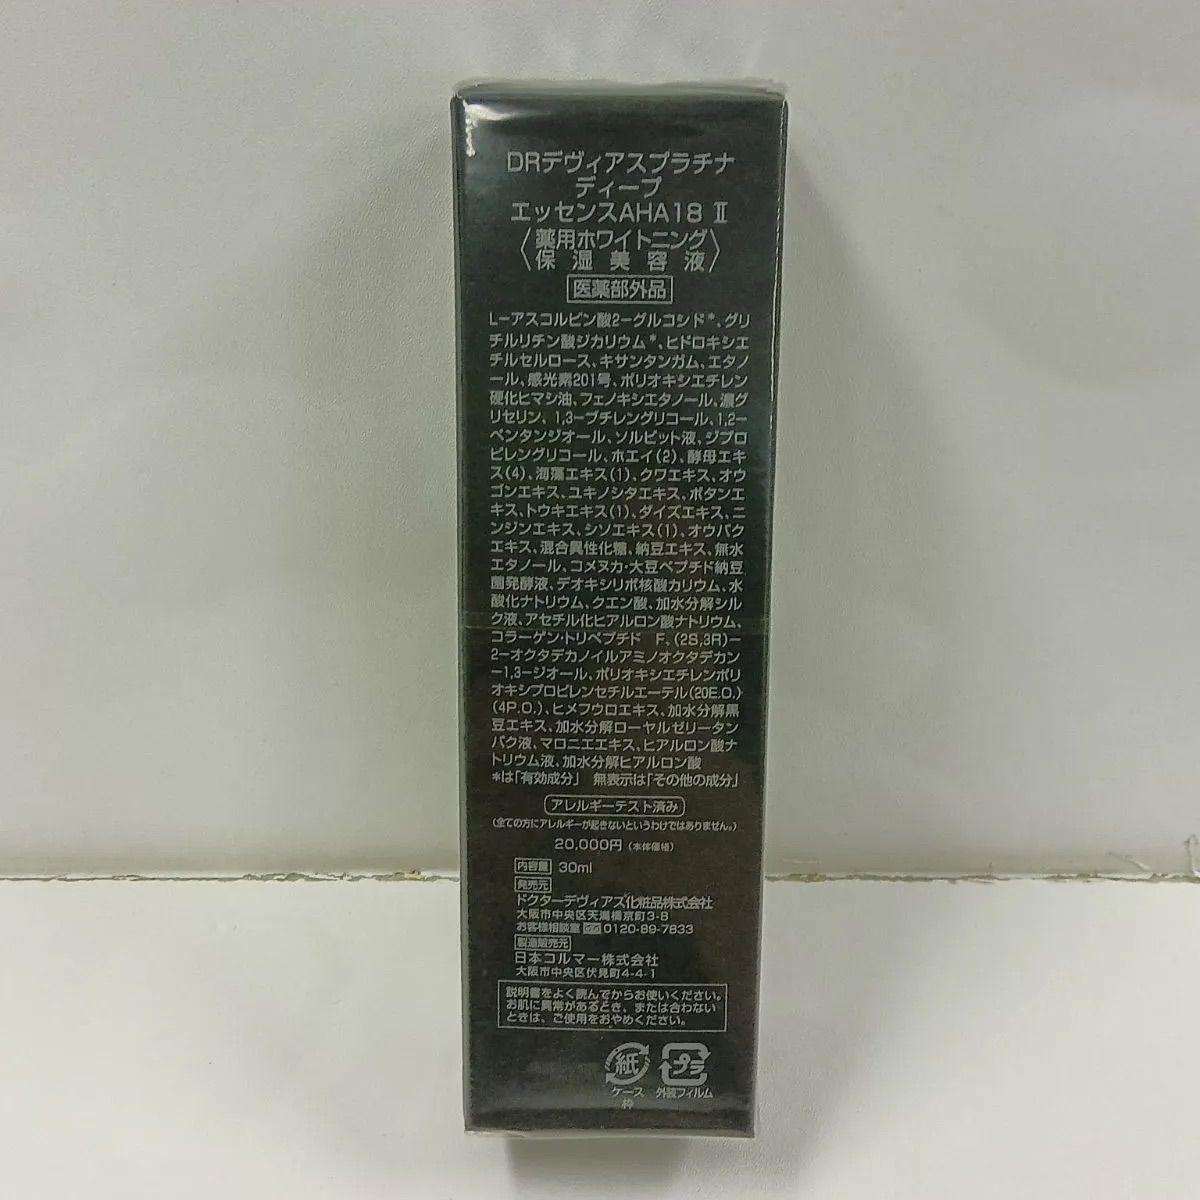 DRデヴィアスプラチナ
ディープ
エッセンスAHA18 Ⅱ
〈薬用ホワイトニング
保湿美容液〉
医薬部外品
L-アスコルビン酸2-グルコシド*、グリ
チルリチン酸ジカリウム*、ヒドロキシエ
チルセルロース、キサンタンガム、エタノ
ール、感光素201号、ポリオキシエチレン
硬化ヒマシ油、フェノキシエタノール、濃グ
リセリン、1,3-ブチレングリコール、1,2-
ペンタンジオール、ソルビット液、ジプロ
ピレングリコール、ホエイ(2)、酵母エキ
ス(4)、海藻エキス(1)、クワエキス、オウ
ゴンエキス、ユキノシタエキス、ボタンエ
キス、トウキエキス(1)、ダイズエキス、ニ
ンジンエキス、シソエキス(1)、オウバク
エキス、混合異性化糖、納豆エキス、無水
エタノール、コメヌカ・大豆ペプチド納豆
菌発酵液、デオキシリボ核酸カリウム、水
酸化ナトリウム、クエン酸、加水分解シル
ク液、アセチル化ヒアルロン酸ナトリウム、
コラーゲン・トリペプチド F、(2S,3R)-
2-オクタデカノイルアミノオクタデカン
-1,3-ジオール、ポリオキシエチレンポリ
オキシプロピレンセチルエーテル(20E.O.)
(4P.O.)、ヒメフウロエキス、加水分解黒
豆エキス、加水分解ローヤルゼリータン
パク液、マロニエエキス、ヒアルロン酸ナ
トリウム液、加水分解ヒアルロン酸
*は「有効成分」 無表示は「その他の成分」
アレルギーテスト済み
(全ての方にアレルギーが起きないというわけではありません。)
20,000円(本体価格)
内容量 30ml
発売元
ドクターデヴィアス化粧品株式会社
大阪市中央区天満橋京町3-8
お客様相談室 0120-89-7833
製造販売元
日本コルマー株式会社
大阪市中央区伏見町4-4-1
説明書をよく読んでからお使いください。
お肌に異常があるとき、または合わない
ときは、ご使用をおやめください。
紙 プラ
ケース 外装フィルム
枠